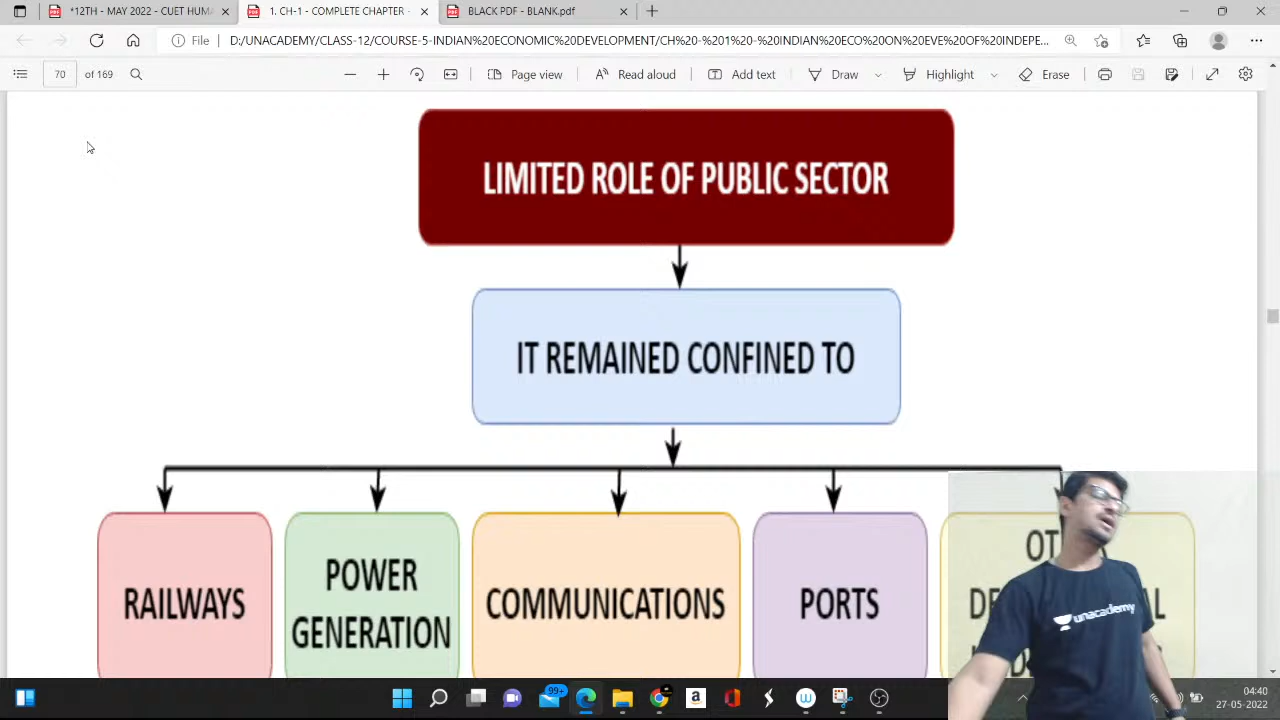 *12TH - MAY 2022 - CUET HUMA
1. CH-1 - COMPLETE CHAPTER -
BLACK PDF - BLANK.pdf
File
D:/UNACADEMY/CLASS-12/COURSE-5-INDIAN%20ECONOMIC%20DEVELOPMENT/CH%20-%201%20-%20INDIAN%20ECO%20ON%20EVE%20OF%20INDEPE...
70 of 169
Page view
Read aloud
Add text
Draw
Highlight
Erase
LIMITED ROLE OF PUBLIC SECTOR
IT REMAINED CONFINED TO
RAILWAYS
POWER
GENERATION
COMMUNICATIONS
PORTS
unacademy
99+
04:40
27-05-2022